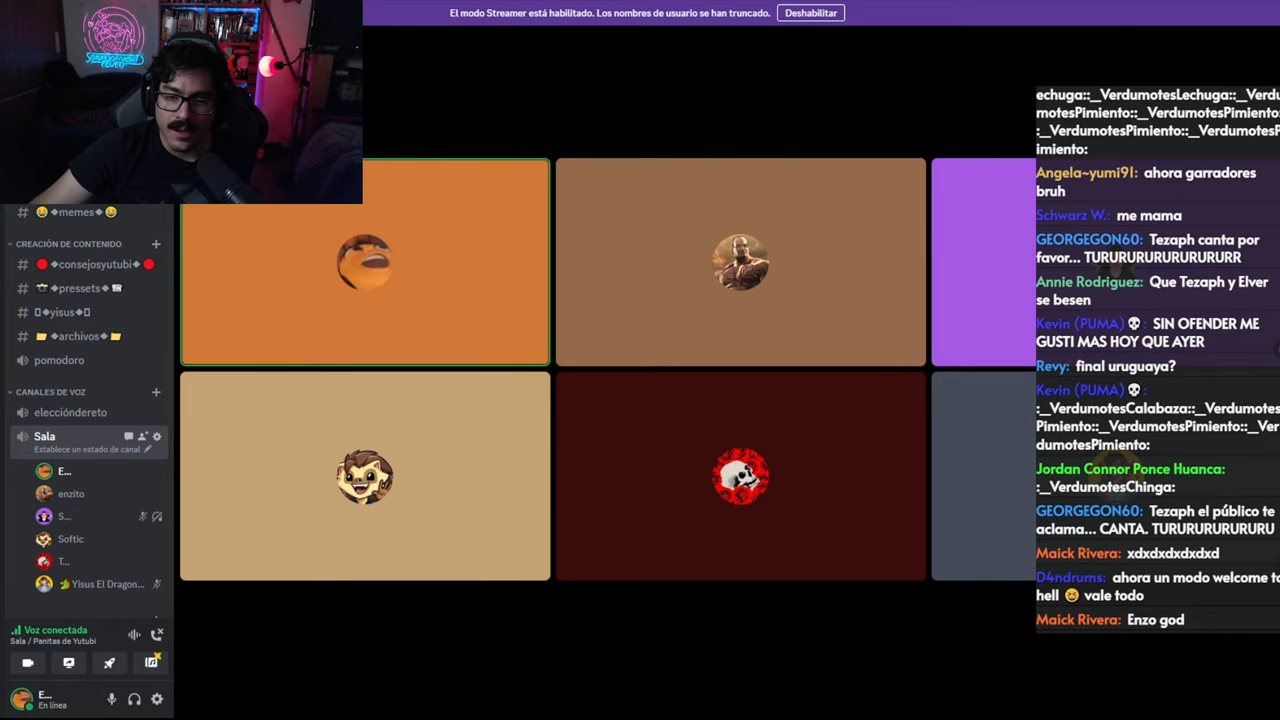 El modo Streamer está habilitado. Los nombres de usuario se han truncado.
Deshabilitar
😄◆memes◆😄
CREACIÓN DE CONTENIDO
🔴◆consejosyutubi◆🔴
◆pressets◆
◆yisus◆
📁◆archivos◆📁
pomodoro
CANALES DE VOZ
eleccióndereto
Sala
Establece un estado de canal
E...
enzito
S...
Softic
T...
Yisus El Dragon...
Voz conectada
Sala / Panitas de Yutubi
E...
En línea
echuga::_VerdumotesLechuga::_Verdu
motesPimiento::_VerdumotesPimiento:
:_VerdumotesPimiento::_VerdumotesP
imiento:
Angela~yumi91: ahora garradores
bruh
Schwarz W.: me mama
GEORGEGON60: Tezaph canta por
favor... TURURURURURURURURR
Annie Rodriguez: Que Tezaph y Elver
se besen
Kevin (PUMA)💀: SIN OFENDER ME
GUSTI MAS HOY QUE AYER
Revy: final uruguaya?
Kevin (PUMA)💀:
:_VerdumotesCalabaza::_Verdumotes
Pimiento::_VerdumotesPimiento::_Ver
dumotesPimiento:
Jordan Connor Ponce Huanca:
:_VerdumotesChinga:
GEORGEGON60: Tezaph el público te
aclama... CANTA. TURURURURURURU
Maick Rivera: xdxdxdxdxdxd
D4ndrums: ahora un modo welcome to
hell 😆 vale todo
Maick Rivera: Enzo god